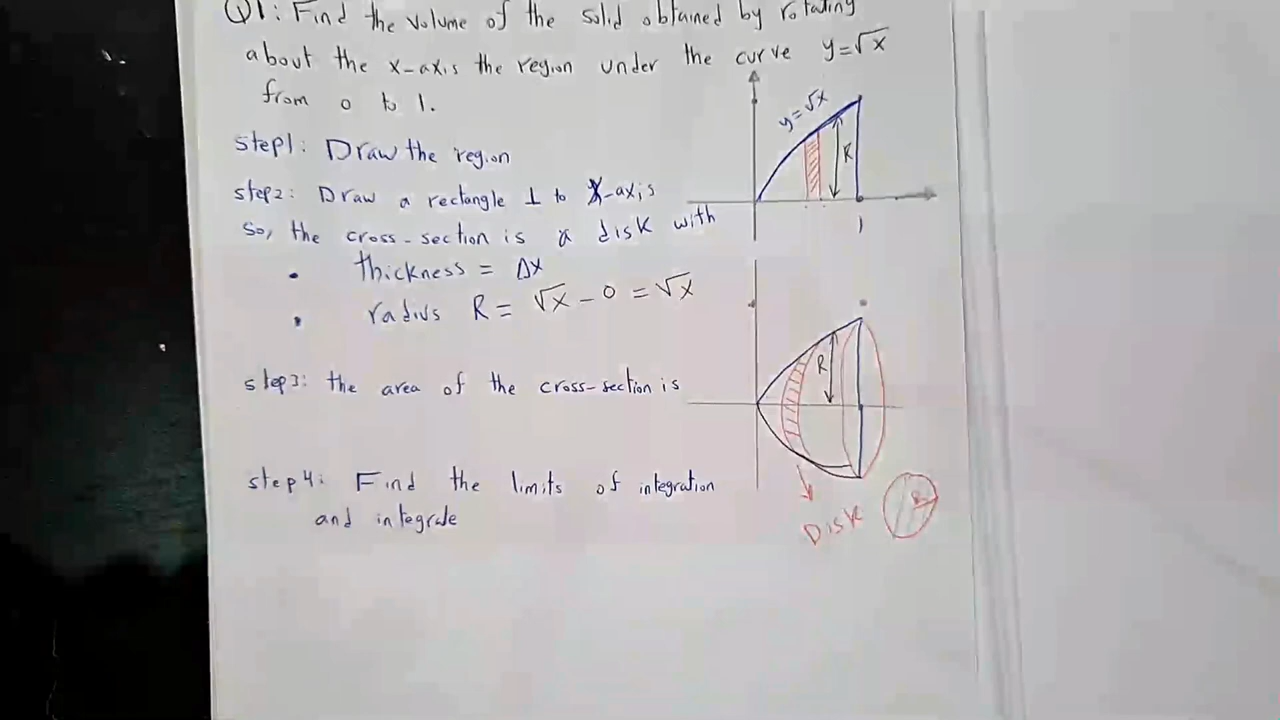 Q1: Find the volume of the solid obtained by rotating
about the x-axis the region under the curve y=√x
from 0 to 1.
step1: Draw the region
step2: Draw a rectangle ⊥ to X-axis
so, the cross-section is a disk with
• thickness = Δx
• radius R = √x - 0 = √x
step3: the area of the cross-section is
step4: Find the limits of integration
and integrate
y=√x
R
1
R
Disk
R